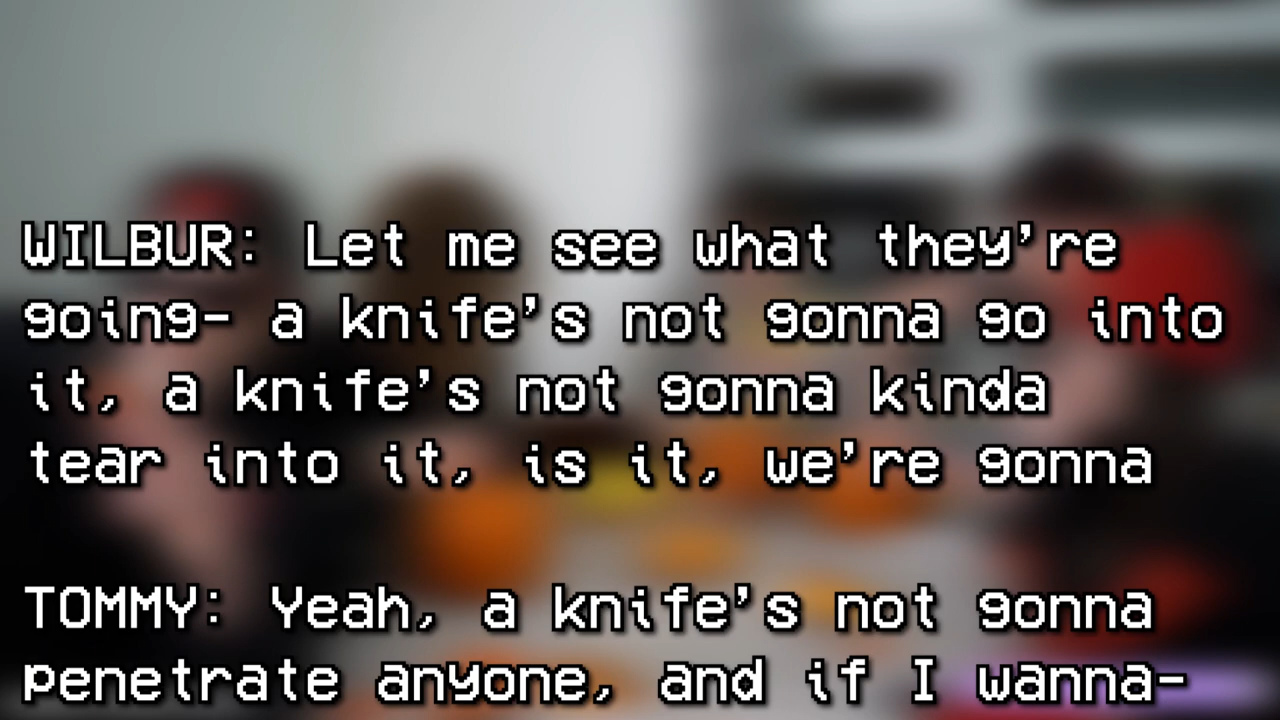 WILBUR: Let me see what they're
going- a knife's not gonna go into
it, a knife's not gonna kinda
tear into it, is it, we're gonna
TOMMY: Yeah, a knife's not gonna
penetrate anyone, and if I wanna-